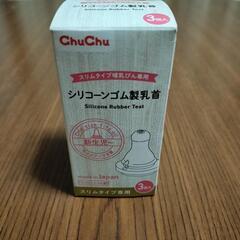 3個入
ChuChu
スリムタイプ哺乳びん専用
シリコーンゴム製乳首
Silicone Rubber Teat
新生児~
made in Japan
スリムタイプ専用
3個入